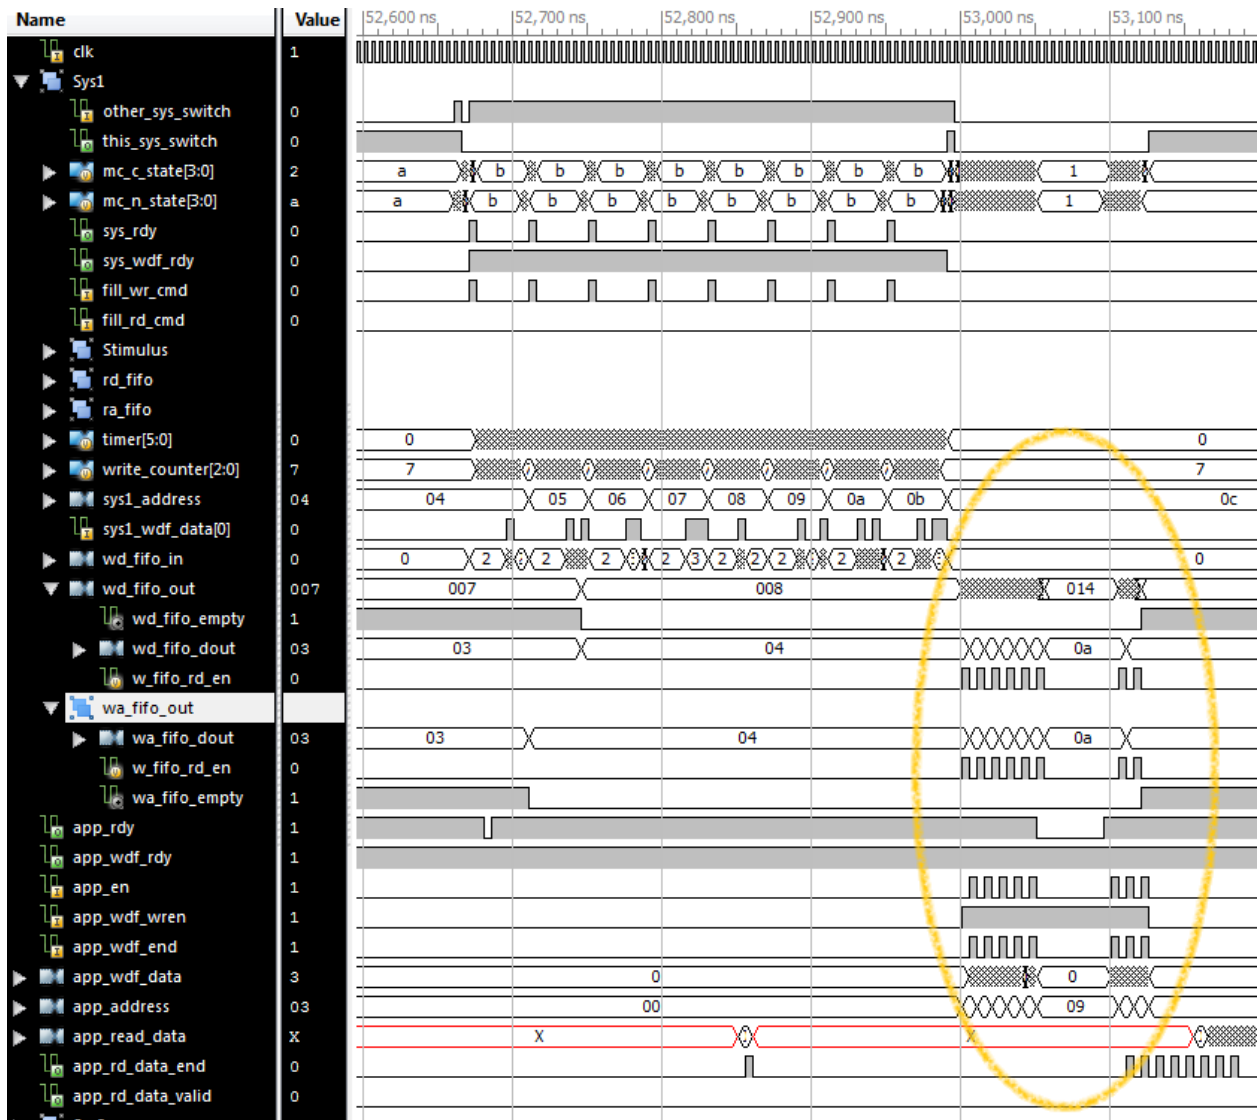 Name Value 52,600 ns 52,700 ns 52,800 ns 52,900 ns 53,000 ns 53,100 ns
clk 1
Sys1
other_sys_switch 0
this_sys_switch 0
mc_c_state[3:0] 2 a b b b b b b b b 1
mc_n_state[3:0] a a b b b b b b b b 1
sys_rdy 0
sys_wdf_rdy 0
fill_wr_cmd 0
fill_rd_cmd 0
Stimulus
rd_fifo
ra_fifo
timer[5:0] 0 0 0
write_counter[2:0] 7 7 7
sys1_address 04 04 05 06 07 08 09 0a 0b 0c
sys1_wdf_data[0] 0
wd_fifo_in 0 0 2 2 2 2 3 2 2 2 2 2 0
wd_fifo_out 007 007 008 014
wd_fifo_empty 1
wd_fifo_dout 03 03 04 0a
w_fifo_rd_en 0
wa_fifo_out
wa_fifo_dout 03 03 04 0a
w_fifo_rd_en 0
wa_fifo_empty 1
app_rdy 1
app_wdf_rdy 1
app_en 1
app_wdf_wren 1
app_wdf_end 1
app_wdf_data 3 0 0
app_address 03 00 09
app_read_data X X X
app_rd_data_end 0
app_rd_data_valid 0